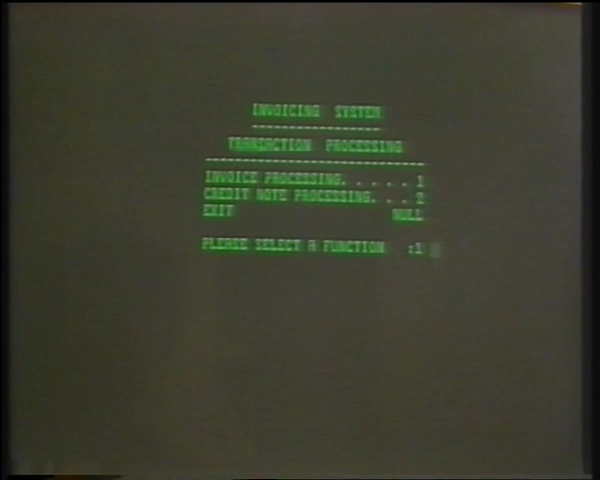 INVOICING SYSTEM
TRANSACTION PROCESSING
INVOICE PROCESSING. . . . . 1
CREDIT NOTE PROCESSING. . . 2
EXIT NULL
PLEASE SELECT A FUNCTION :1